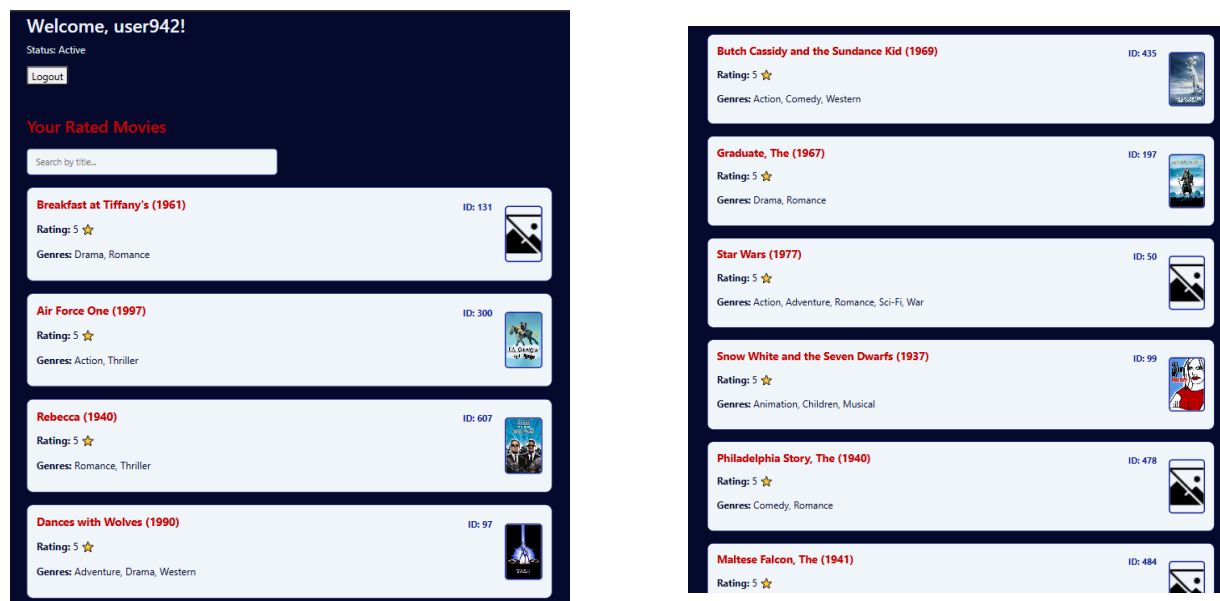 Welcome, user942!
Status: Active
Logout
Your Rated Movies
Search by title...
Breakfast at Tiffany's (1961)
ID: 131
Rating: 5
Genres: Drama, Romance
Air Force One (1997)
ID: 300
Rating: 5
Genres: Action, Thriller
Rebecca (1940)
ID: 607
Rating: 5
Genres: Romance, Thriller
Dances with Wolves (1990)
ID: 97
Rating: 5
Genres: Adventure, Drama, Western
Butch Cassidy and the Sundance Kid (1969)
ID: 435
Rating: 5
Genres: Action, Comedy, Western
Graduate, The (1967)
ID: 197
Rating: 5
Genres: Drama, Romance
Star Wars (1977)
ID: 50
Rating: 5
Genres: Action, Adventure, Romance, Sci-Fi, War
Snow White and the Seven Dwarfs (1937)
ID: 99
Rating: 5
Genres: Animation, Children, Musical
Philadelphia Story, The (1940)
ID: 478
Rating: 5
Genres: Comedy, Romance
Maltese Falcon, The (1941)
ID: 484
Rating: 5